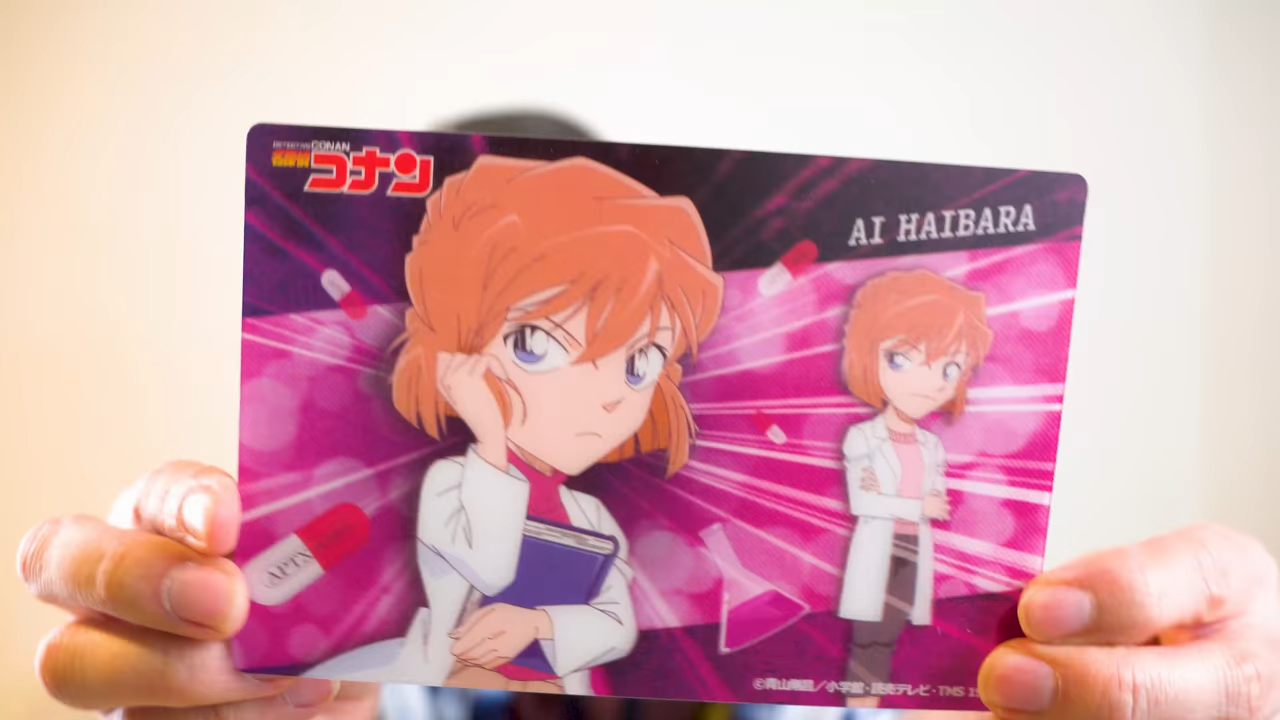 DETECTIVE CONAN
名探偵
コナン
AI HAIBARA
APTX
©青山剛昌/小学館・読売テレビ・TMS 19